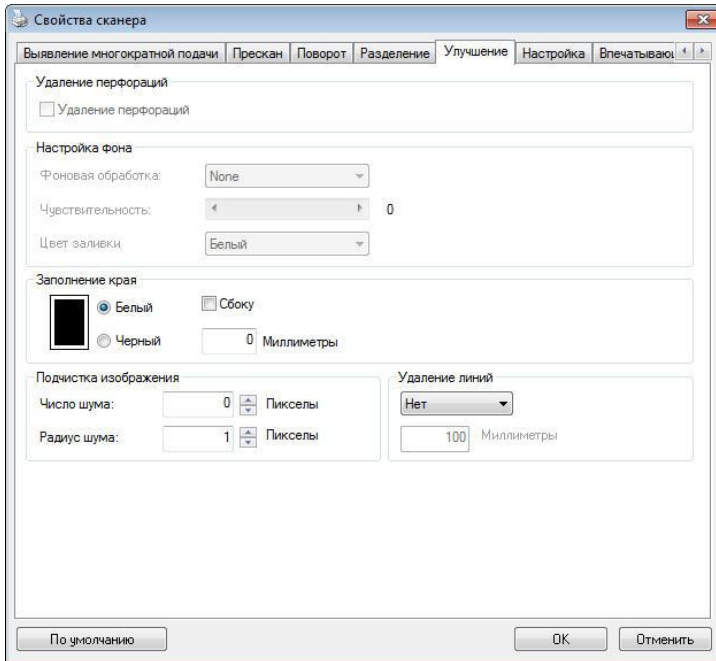 Свойства сканера
Выявление многократной подачи Прескан Поворот Разделение Улучшение Настройка Впечатываюш
Удаление перфораций
Удаление перфораций
Настройка фона
Фоновая обработка: None
Чувствительность: 0
Цвет заливки Белый
Заполнение края
Белый Сбоку
Черный 0 Миллиметры
Подчистка изображения Удаление линий
Число шума: 0 Пикселы Нет
Радиус шума: 1 Пикселы 100 Миллиметры
По умолчанию OK Отменить